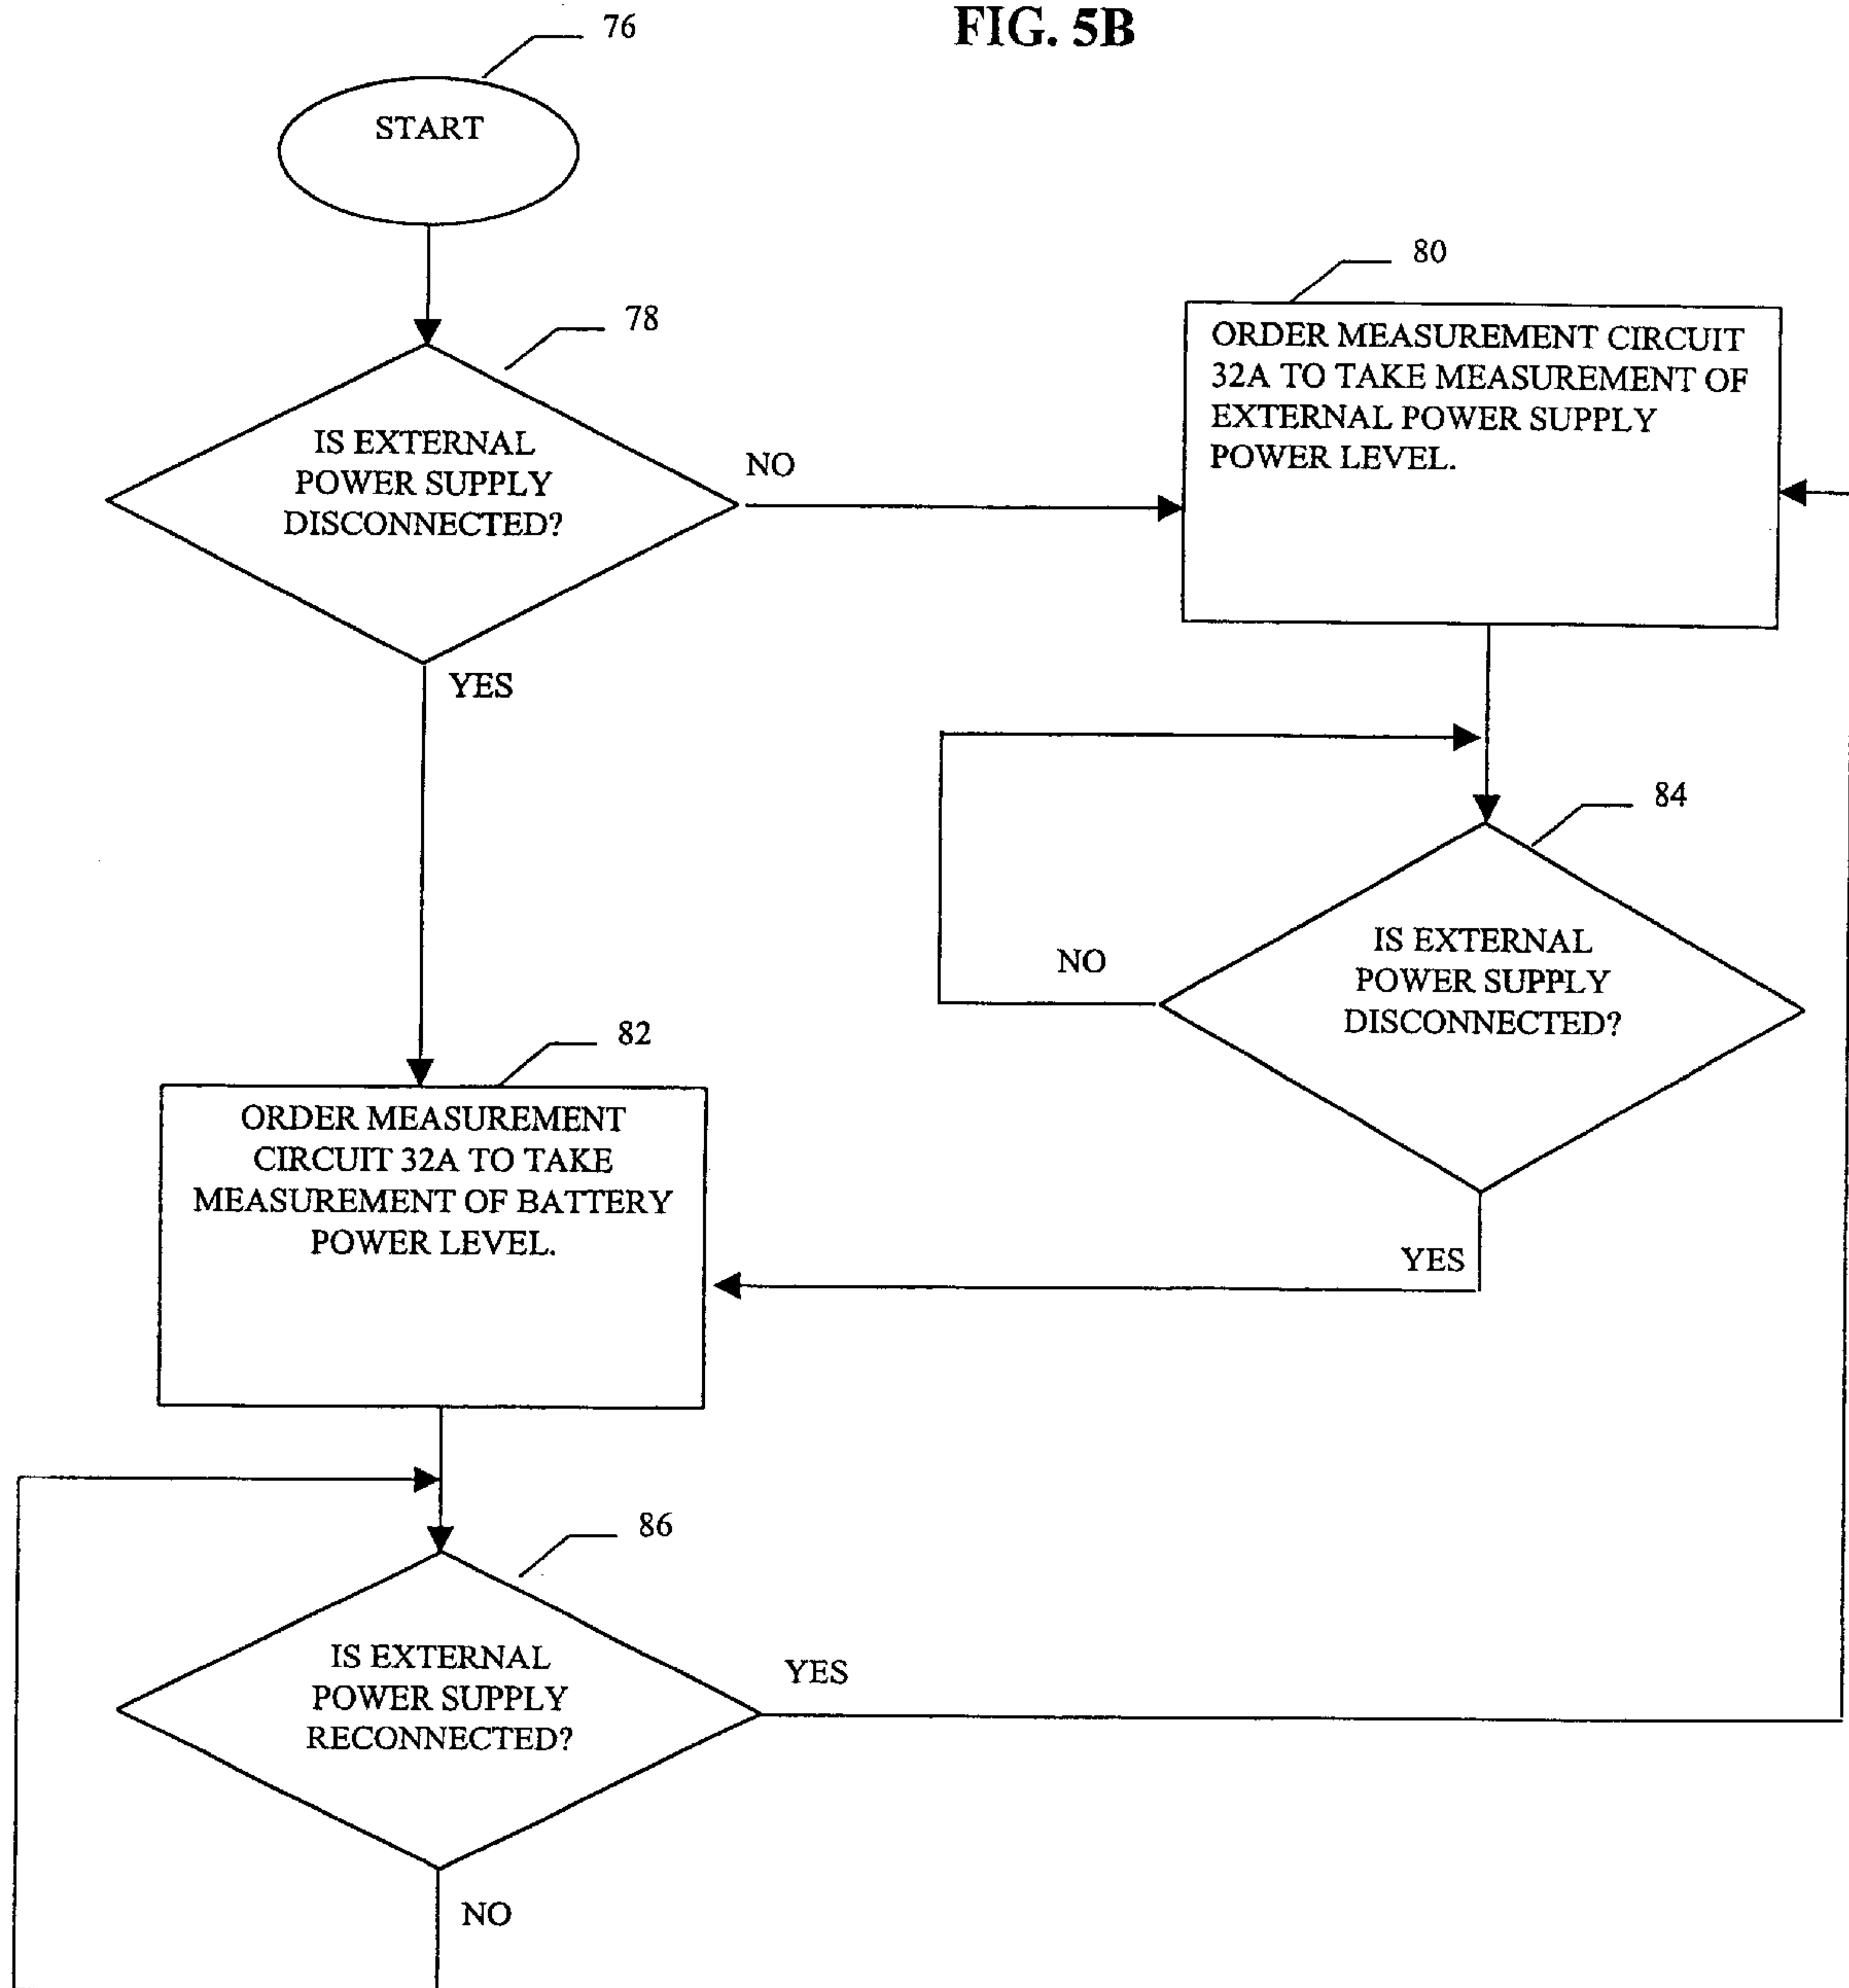 FIG. 5B
76
START
78
IS EXTERNAL
POWER SUPPLY
DISCONNECTED?
NO
YES
80
ORDER MEASUREMENT CIRCUIT
32A TO TAKE MEASUREMENT OF
EXTERNAL POWER SUPPLY
POWER LEVEL.
84
IS EXTERNAL
POWER SUPPLY
DISCONNECTED?
NO
YES
82
ORDER MEASUREMENT
CIRCUIT 32A TO TAKE
MEASUREMENT OF BATTERY
POWER LEVEL.
86
IS EXTERNAL
POWER SUPPLY
RECONNECTED?
YES
NO